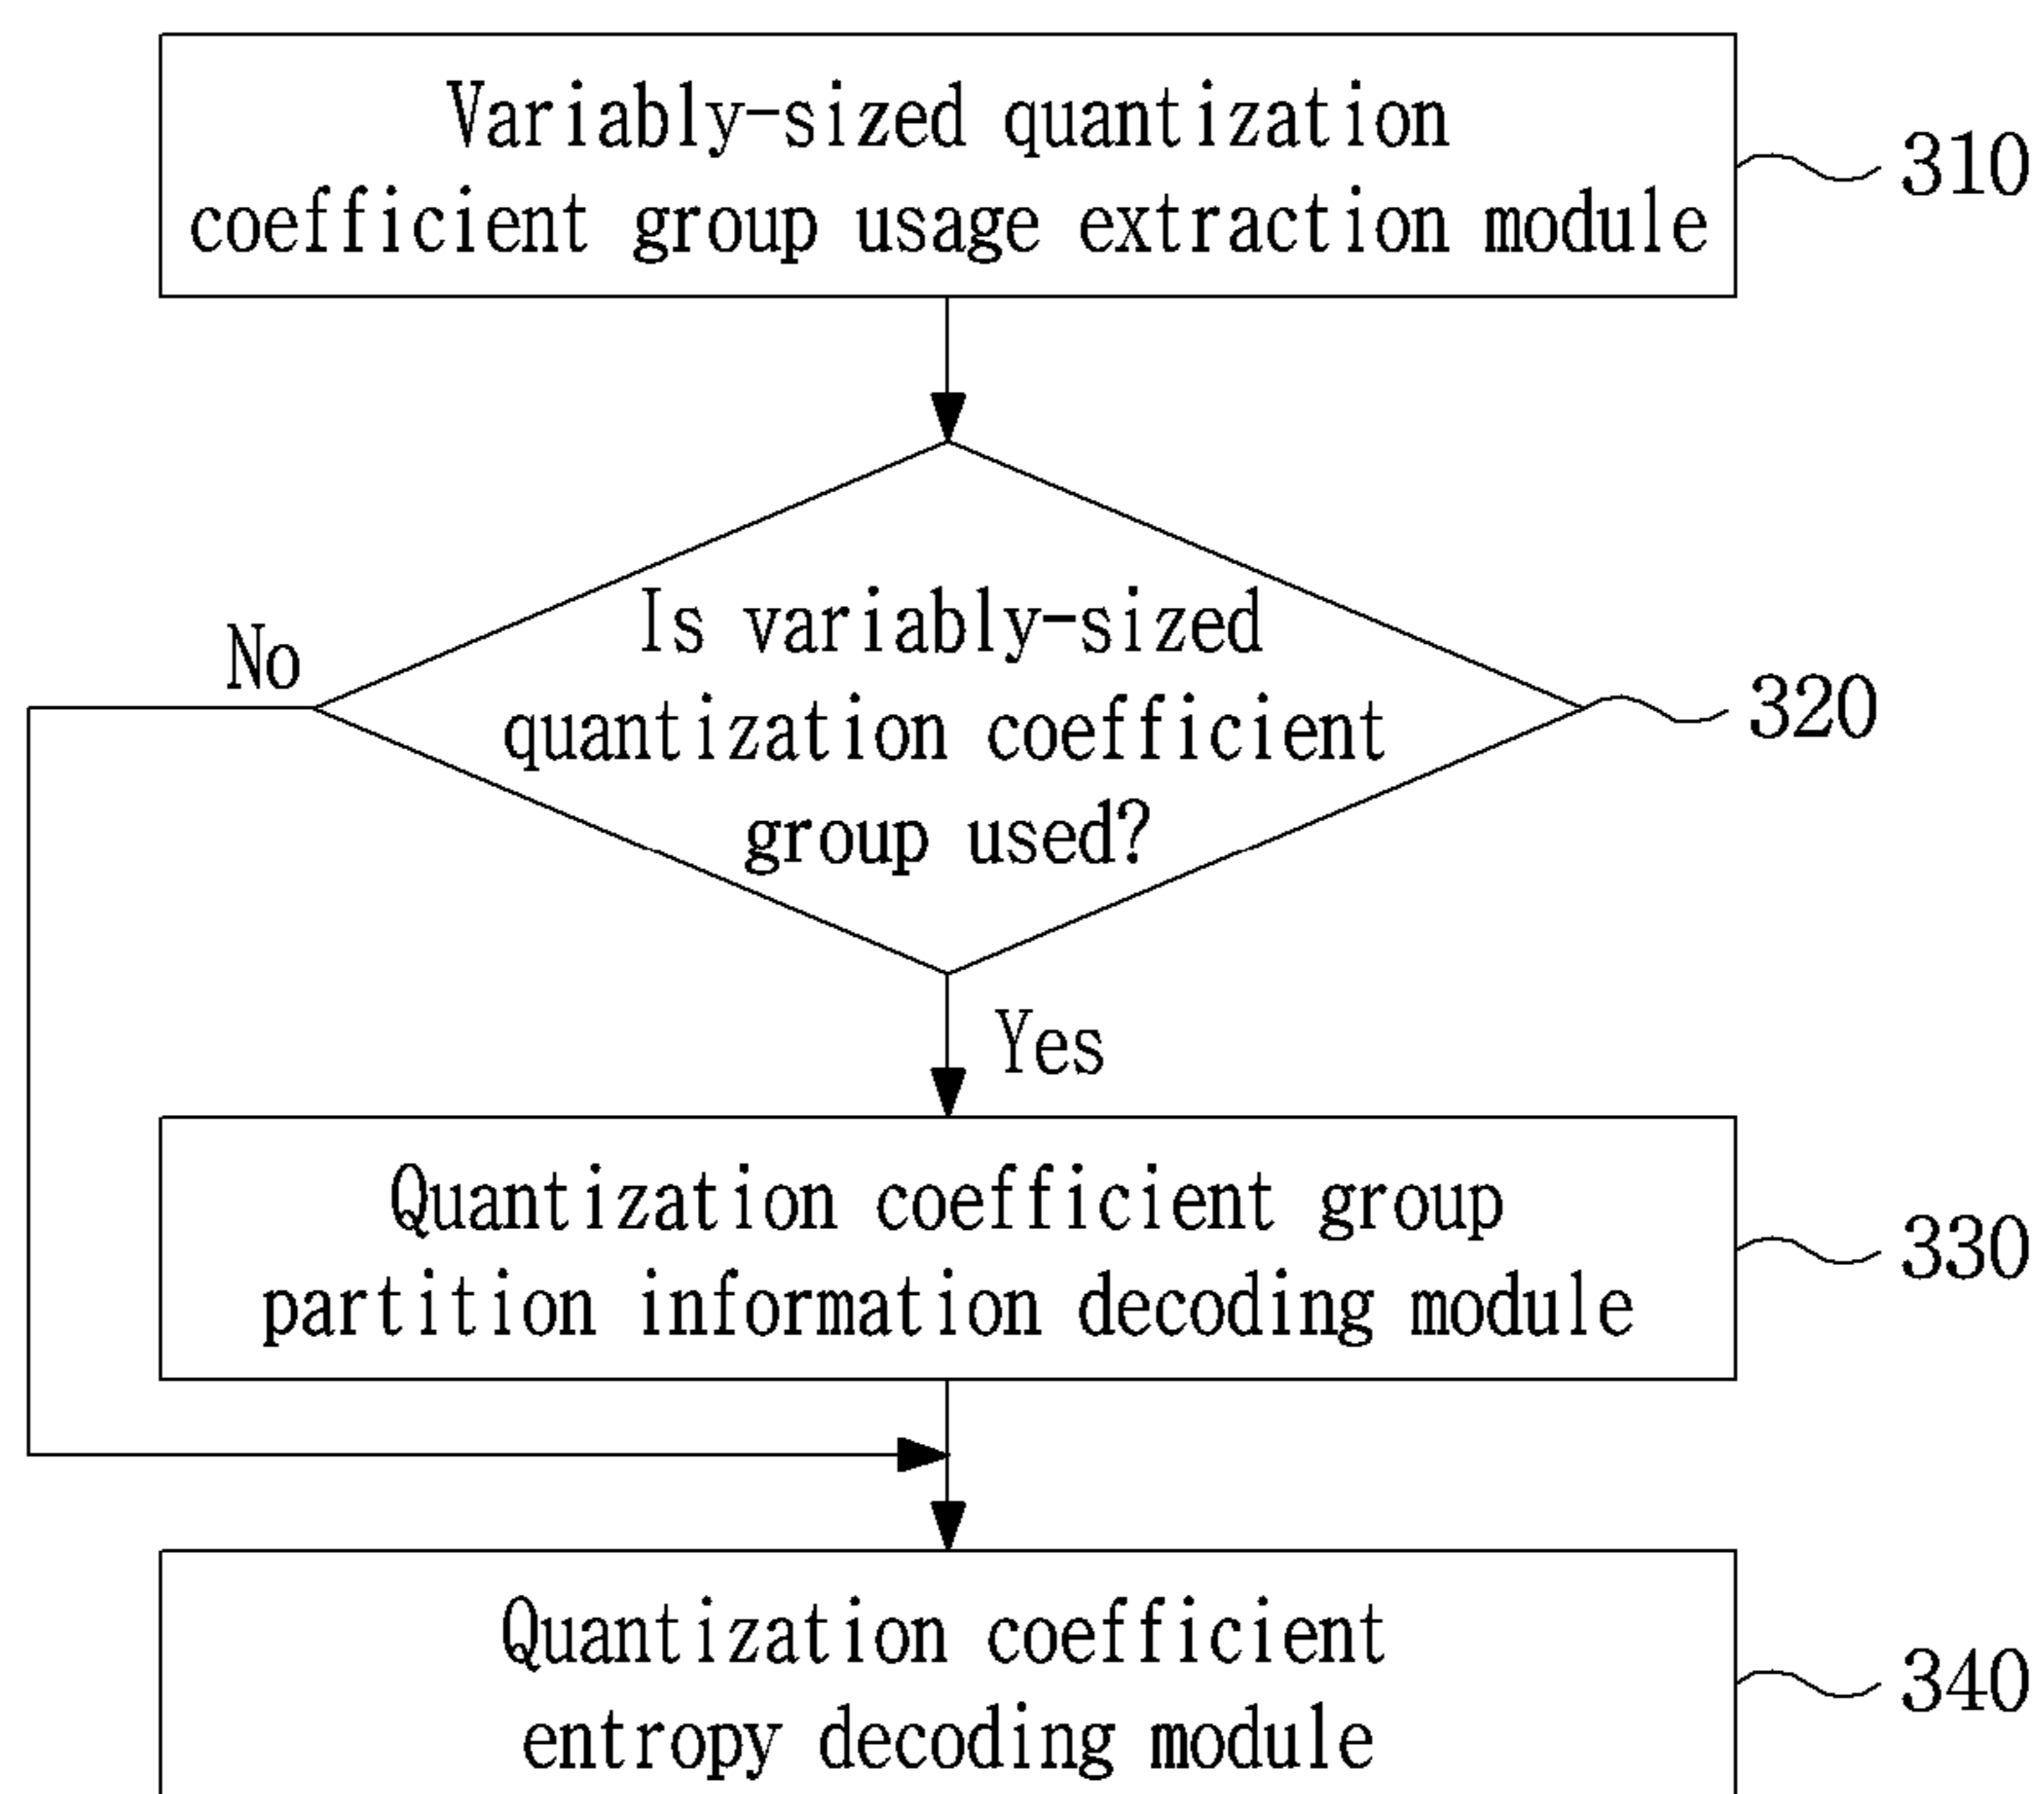 Variably-sized quantization
coefficient group usage extraction module
310
Is variably-sized
quantization coefficient
group used?
No
320
Yes
Quantization coefficient group
partition information decoding module
330
Quantization coefficient
entropy decoding module
340